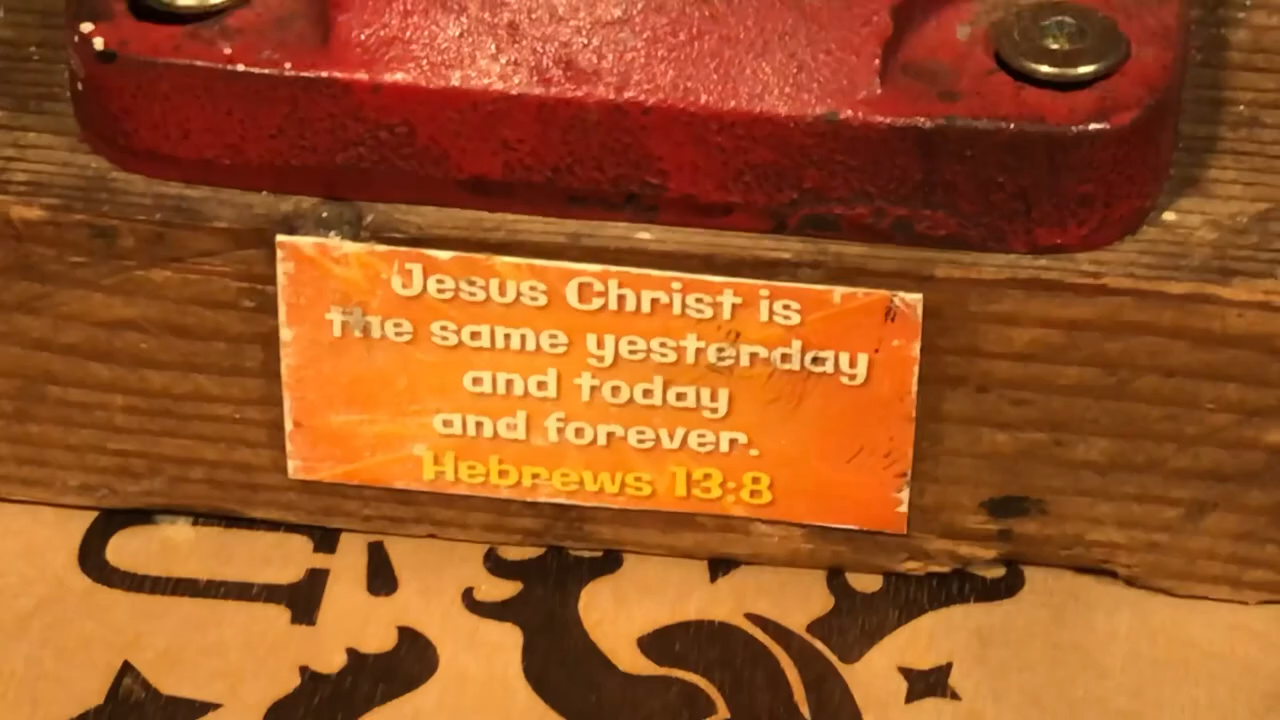 Jesus Christ is
the same yesterday
and today
and forever.
Hebrews 13:8